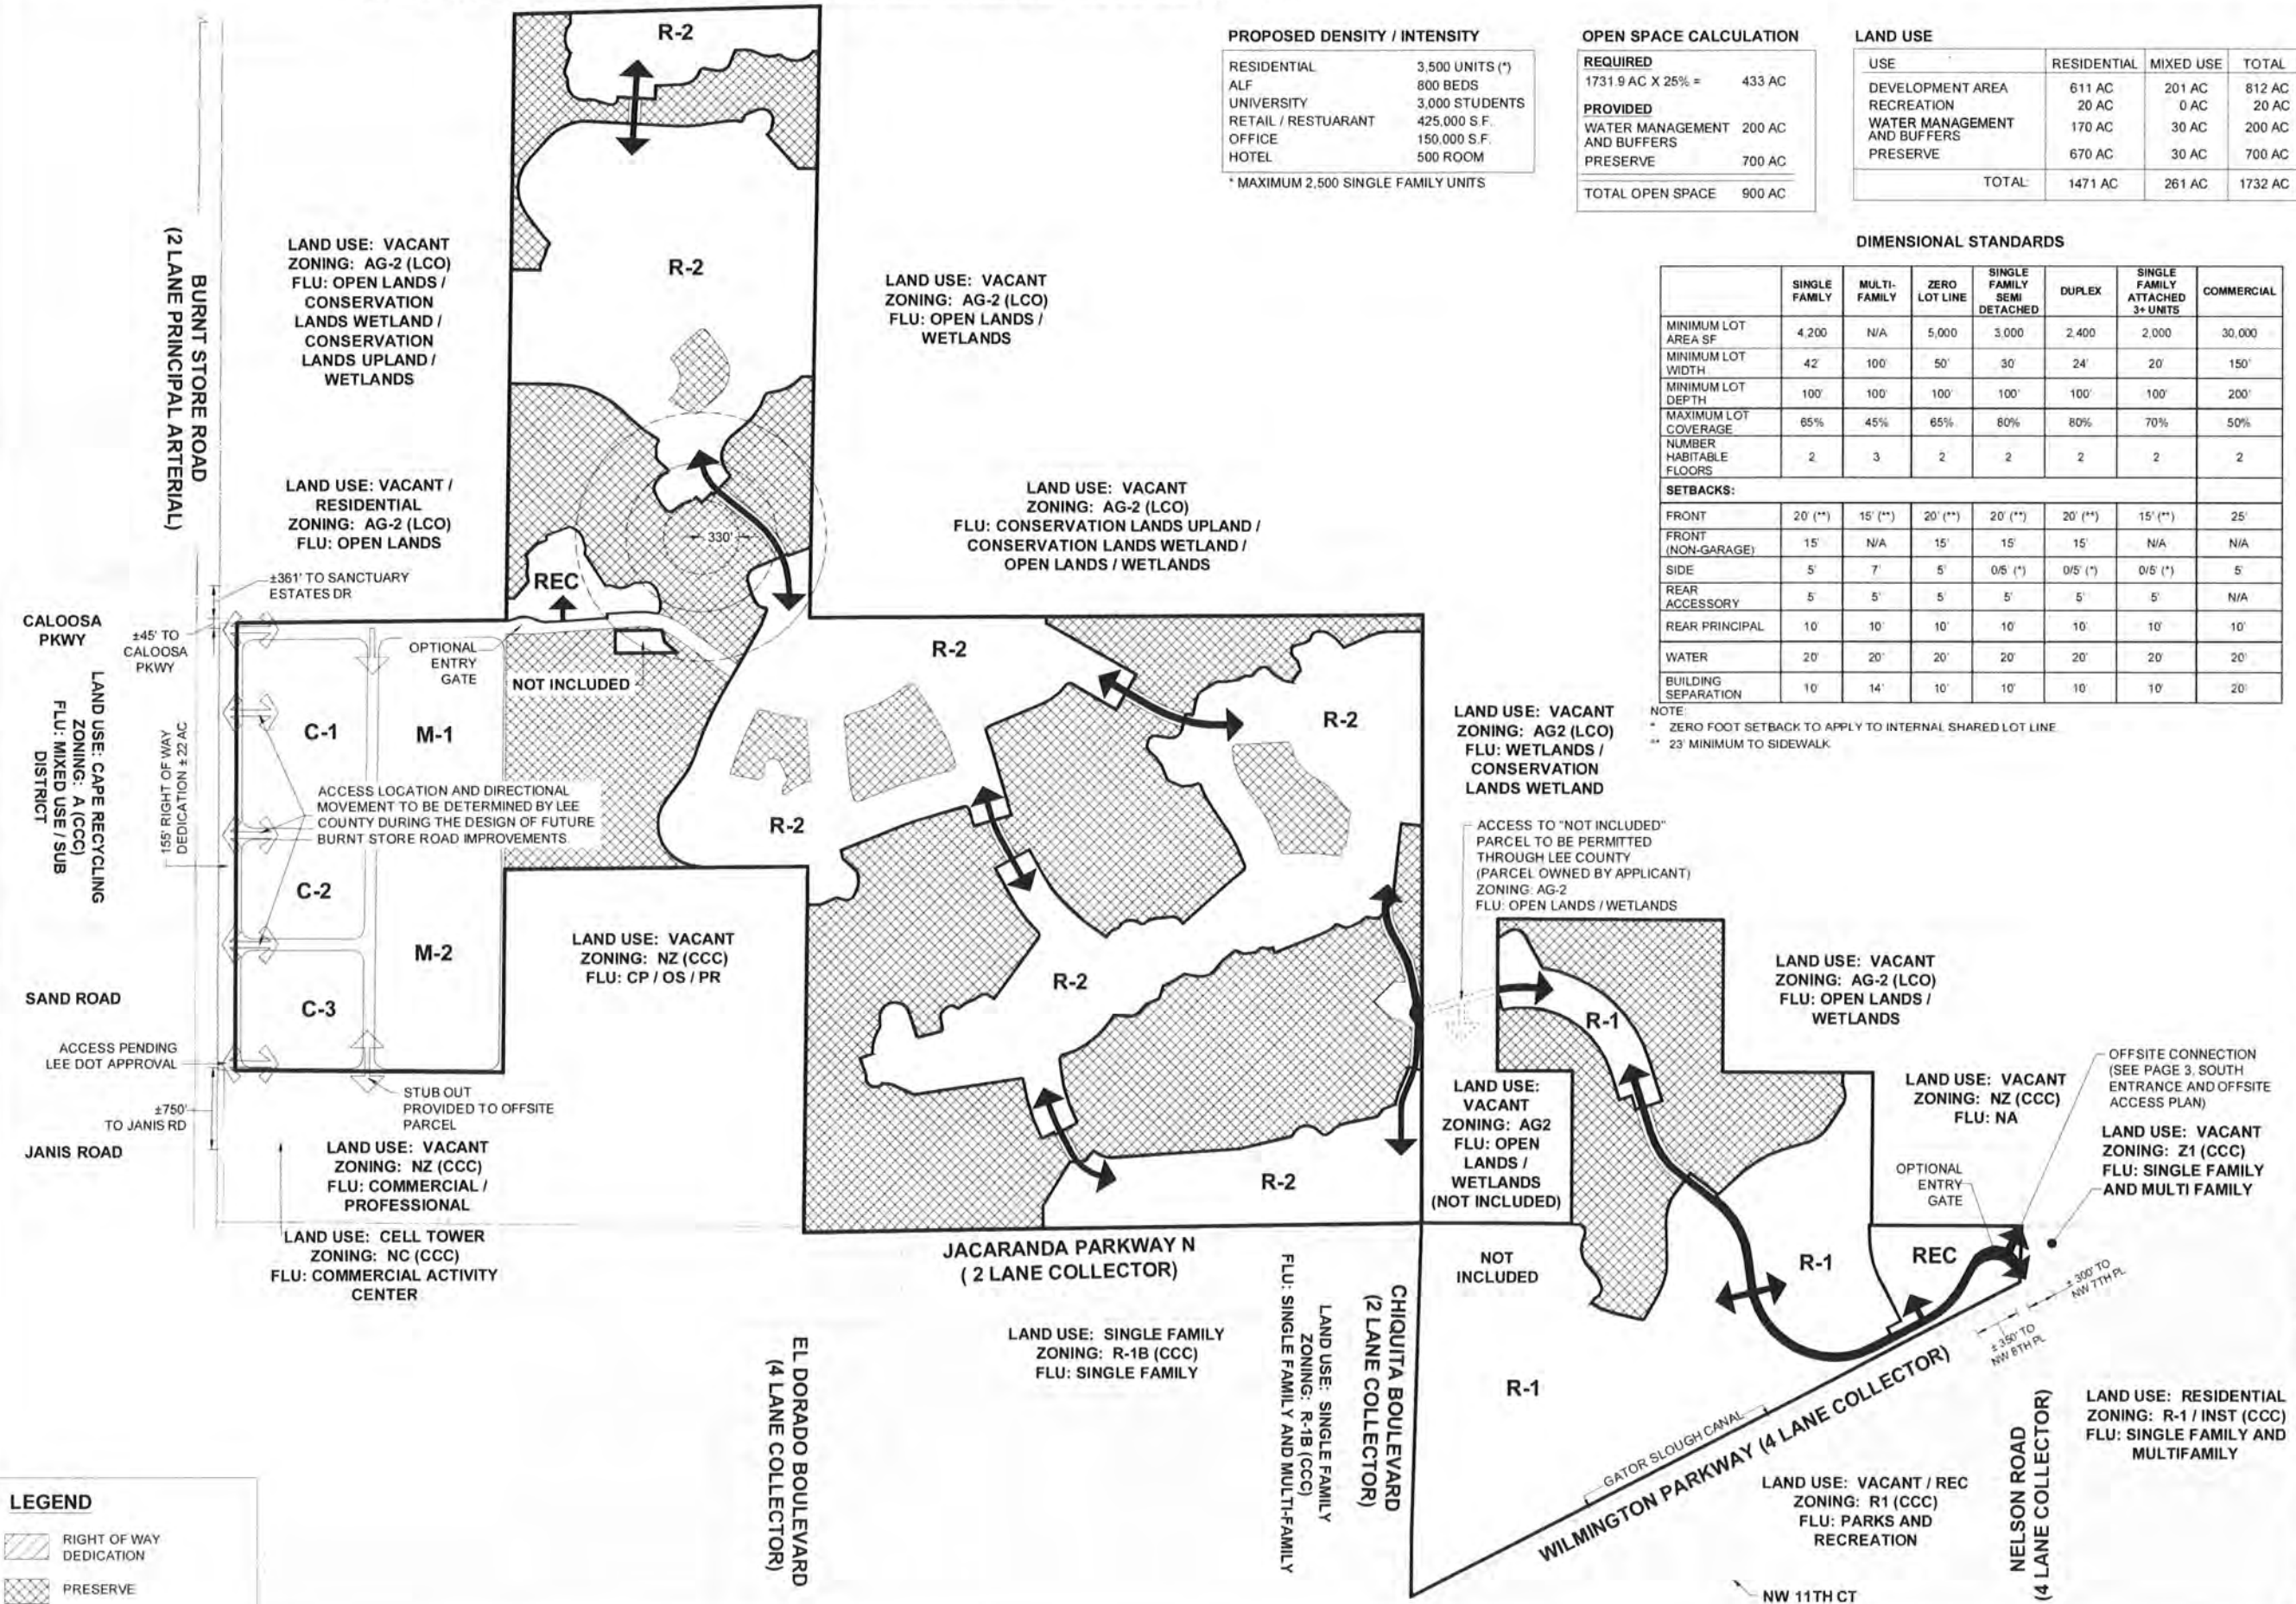 PROPOSED DENSITY / INTENSITY
RESIDENTIAL 3,500 UNITS (*)
ALF 800 BEDS
UNIVERSITY 3,000 STUDENTS
RETAIL / RESTUARANT 425,000 S.F.
OFFICE 150,000 S.F.
HOTEL 500 ROOM
* MAXIMUM 2,500 SINGLE FAMILY UNITS
OPEN SPACE CALCULATION
REQUIRED
1731.9 AC X 25% = 433 AC
PROVIDED
WATER MANAGEMENT 200 AC
AND BUFFERS
PRESERVE 700 AC
TOTAL OPEN SPACE 900 AC
LAND USE
USE RESIDENTIAL MIXED USE TOTAL
DEVELOPMENT AREA 611 AC 201 AC 812 AC
RECREATION 20 AC 0 AC 20 AC
WATER MANAGEMENT 170 AC 30 AC 200 AC
AND BUFFERS
PRESERVE 670 AC 30 AC 700 AC
TOTAL: 1471 AC 261 AC 1732 AC
DIMENSIONAL STANDARDS
SINGLE FAMILY MULTI-FAMILY ZERO LOT LINE SINGLE FAMILY SEMI DETACHED DUPLEX SINGLE FAMILY ATTACHED 3+ UNITS COMMERCIAL
MINIMUM LOT AREA SF 4,200 N/A 5,000 3,000 2,400 2,000 30,000
MINIMUM LOT WIDTH 42' 100' 50' 30' 24' 20' 150'
MINIMUM LOT DEPTH 100' 100' 100' 100' 100' 100' 200'
MAXIMUM LOT COVERAGE 65% 45% 65% 80% 80% 70% 50%
NUMBER HABITABLE FLOORS 2 3 2 2 2 2 2
SETBACKS:
FRONT 20' (**) 15' (**) 20' (**) 20' (**) 20' (**) 15' (**) 25'
FRONT (NON-GARAGE) 15' N/A 15' 15' 15' N/A N/A
SIDE 5' 7' 5' 0/5' (*) 0/5' (*) 0/5' (*) 5'
REAR ACCESSORY 5' 5' 5' 5' 5' 5' N/A
REAR PRINCIPAL 10' 10' 10' 10' 10' 10' 10'
WATER 20' 20' 20' 20' 20' 20' 20'
BUILDING SEPARATION 10' 14' 10' 10' 10' 10' 20'
NOTE:
* ZERO FOOT SETBACK TO APPLY TO INTERNAL SHARED LOT LINE
** 23' MINIMUM TO SIDEWALK
R-2
R-2
BURNT STORE ROAD
(2 LANE PRINCIPAL ARTERIAL)
LAND USE: VACANT
ZONING: AG-2 (LCO)
FLU: OPEN LANDS /
CONSERVATION
LANDS WETLAND /
CONSERVATION
LANDS UPLAND /
WETLANDS
LAND USE: VACANT
ZONING: AG-2 (LCO)
FLU: OPEN LANDS /
WETLANDS
LAND USE: VACANT /
RESIDENTIAL
ZONING: AG-2 (LCO)
FLU: OPEN LANDS
LAND USE: VACANT
ZONING: AG-2 (LCO)
FLU: CONSERVATION LANDS UPLAND /
CONSERVATION LANDS WETLAND /
OPEN LANDS / WETLANDS
330'
±361' TO SANCTUARY
ESTATES DR
REC
CALOOSA
PKWY
±45' TO
CALOOSA
PKWY
OPTIONAL
ENTRY
GATE
NOT INCLUDED
LAND USE: CAPE RECYCLING
ZONING: A (CCC)
FLU: MIXED USE / SUB
DISTRICT
155' RIGHT OF WAY
DEDICATION ±22 AC
C-1
M-1
ACCESS LOCATION AND DIRECTIONAL
MOVEMENT TO BE DETERMINED BY LEE
COUNTY DURING THE DESIGN OF FUTURE
BURNT STORE ROAD IMPROVEMENTS.
C-2
M-2
C-3
SAND ROAD
ACCESS PENDING
LEE DOT APPROVAL
±750'
TO JANIS RD
JANIS ROAD
STUB OUT
PROVIDED TO OFFSITE
PARCEL
LAND USE: VACANT
ZONING: NZ (CCC)
FLU: COMMERCIAL /
PROFESSIONAL
LAND USE: CELL TOWER
ZONING: NC (CCC)
FLU: COMMERCIAL ACTIVITY
CENTER
LAND USE: VACANT
ZONING: NZ (CCC)
FLU: CP / OS / PR
R-2
R-2
R-2
R-2
R-2
LAND USE: VACANT
ZONING: AG2 (LCO)
FLU: WETLANDS /
CONSERVATION
LANDS WETLAND
ACCESS TO "NOT INCLUDED"
PARCEL TO BE PERMITTED
THROUGH LEE COUNTY
(PARCEL OWNED BY APPLICANT)
ZONING: AG-2
FLU: OPEN LANDS / WETLANDS
LAND USE: VACANT
ZONING: AG-2 (LCO)
FLU: OPEN LANDS /
WETLANDS
R-1
LAND USE:
VACANT
ZONING: AG2
FLU: OPEN
LANDS /
WETLANDS
(NOT INCLUDED)
LAND USE: VACANT
ZONING: NZ (CCC)
FLU: NA
OFFSITE CONNECTION
(SEE PAGE 3, SOUTH
ENTRANCE AND OFFSITE
ACCESS PLAN)
LAND USE: VACANT
ZONING: Z1 (CCC)
FLU: SINGLE FAMILY
AND MULTI FAMILY
OPTIONAL
ENTRY
GATE
NOT
INCLUDED
R-1
REC
± 300' TO
NW 7TH PL
± 350' TO
NW 8TH PL
JACARANDA PARKWAY N
( 2 LANE COLLECTOR)
LAND USE: SINGLE FAMILY
ZONING: R-1B (CCC)
FLU: SINGLE FAMILY
EL DORADO BOULEVARD
(4 LANE COLLECTOR)
LAND USE: SINGLE FAMILY
ZONING: R-1B (CCC)
FLU: SINGLE FAMILY AND MULTI-FAMILY
CHIQUITA BOULEVARD
(2 LANE COLLECTOR)
R-1
GATOR SLOUGH CANAL
WILMINGTON PARKWAY (4 LANE COLLECTOR)
LAND USE: VACANT / REC
ZONING: R1 (CCC)
FLU: PARKS AND
RECREATION
NELSON ROAD
(4 LANE COLLECTOR)
LAND USE: RESIDENTIAL
ZONING: R-1 / INST (CCC)
FLU: SINGLE FAMILY AND
MULTIFAMILY
NW 11TH CT
LEGEND
RIGHT OF WAY
DEDICATION
PRESERVE